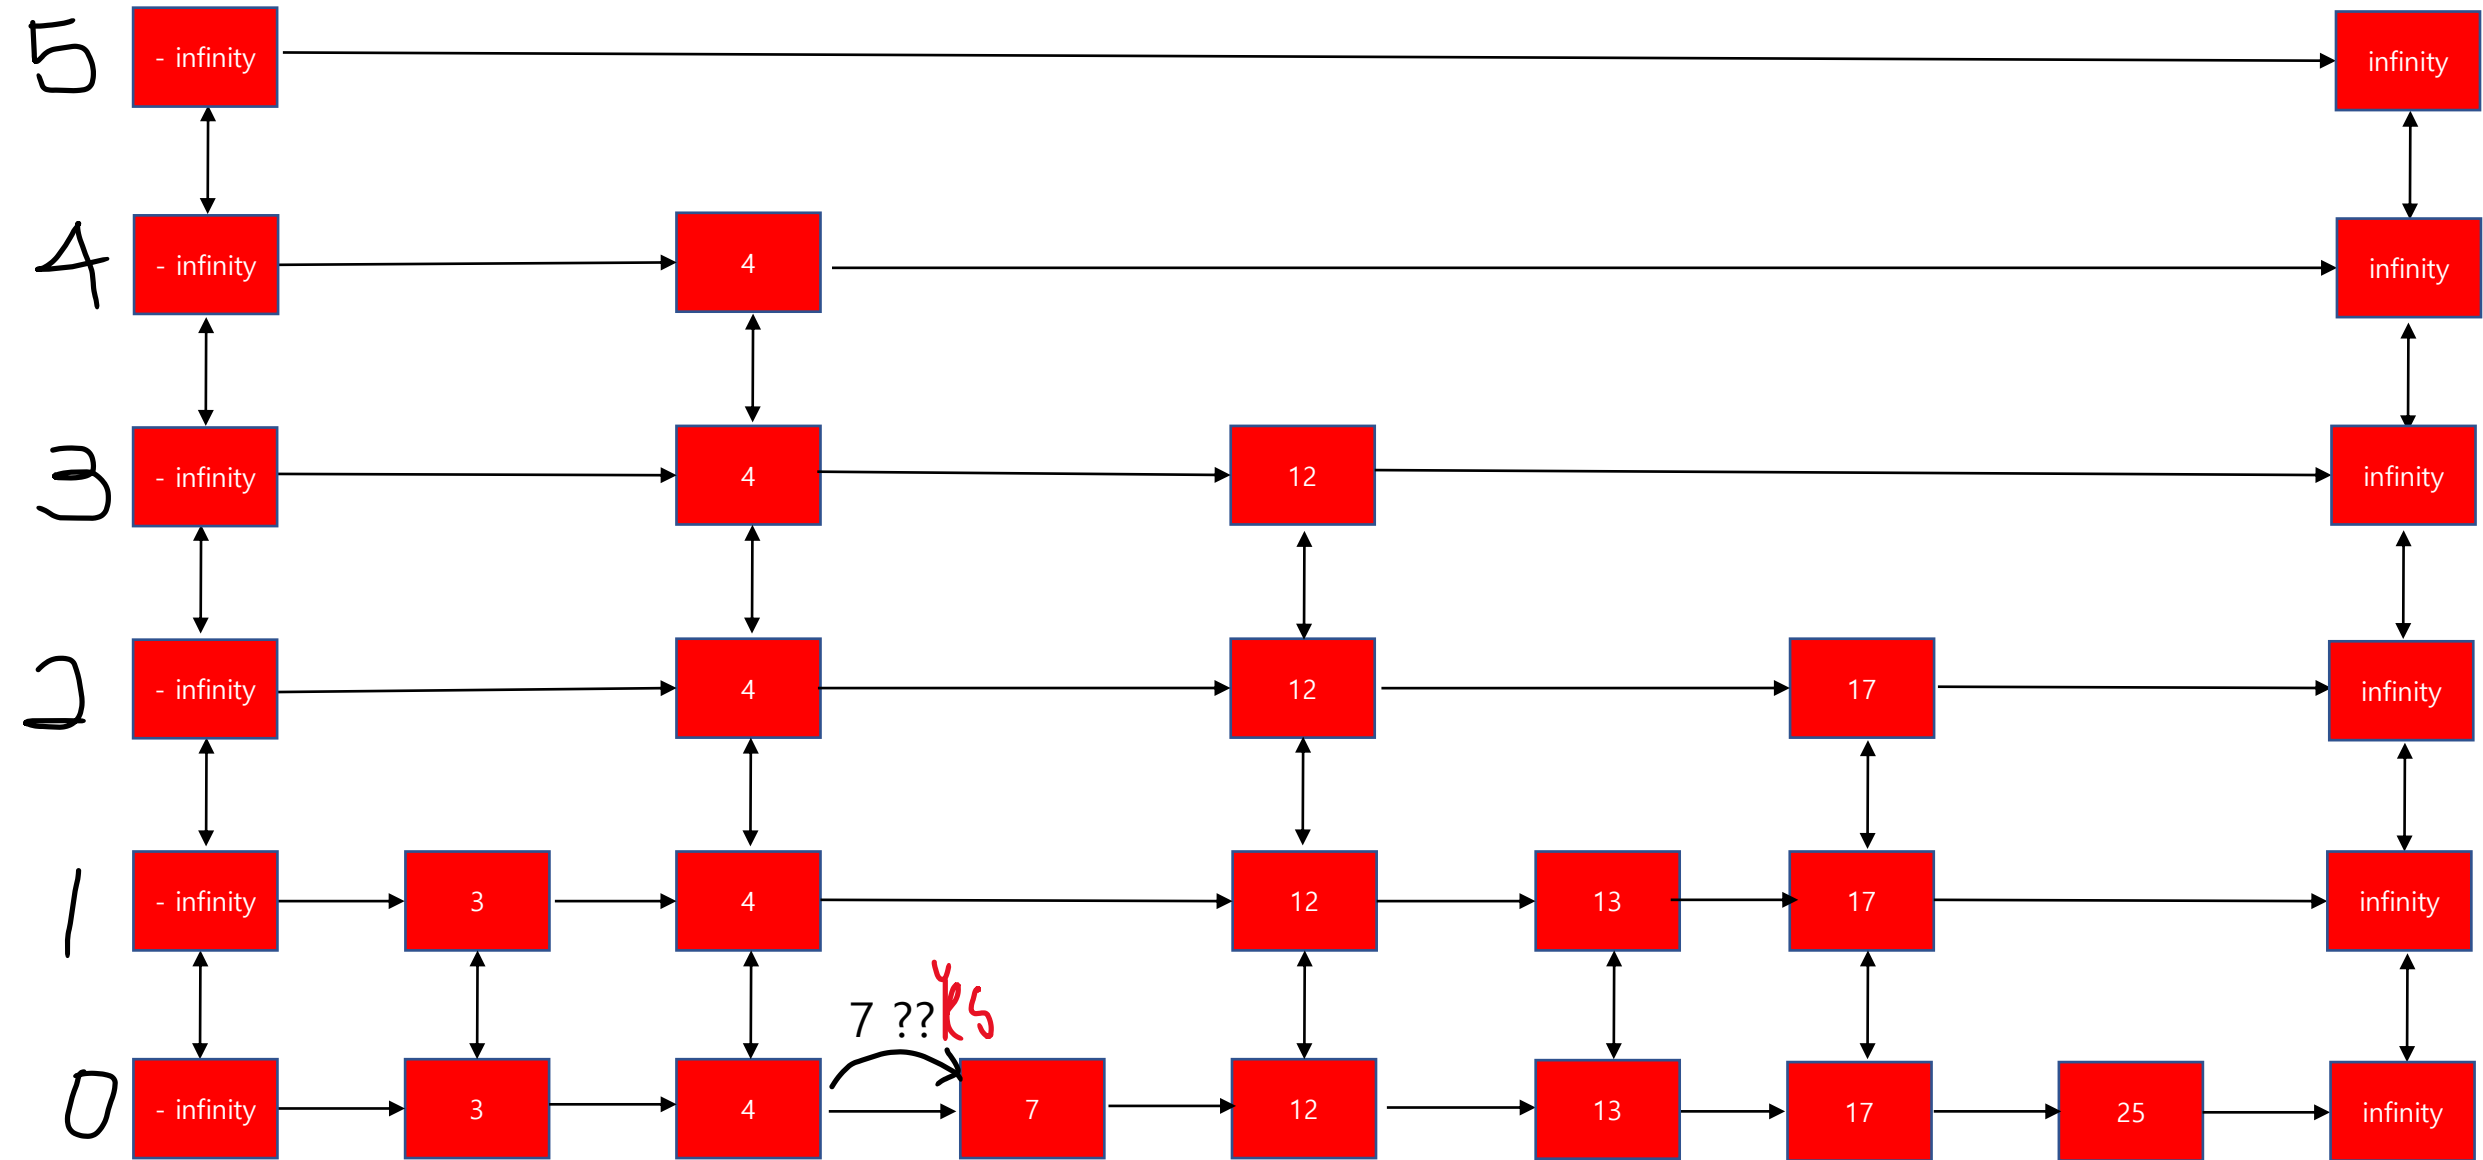 5 - infinity infinity
4 - infinity 4 infinity
3 - infinity 4 12 infinity
2 - infinity 4 12 17 infinity
1 - infinity 3 4 12 13 17 infinity
7 ?? Yes
0 - infinity 3 4 7 12 13 17 25 infinity